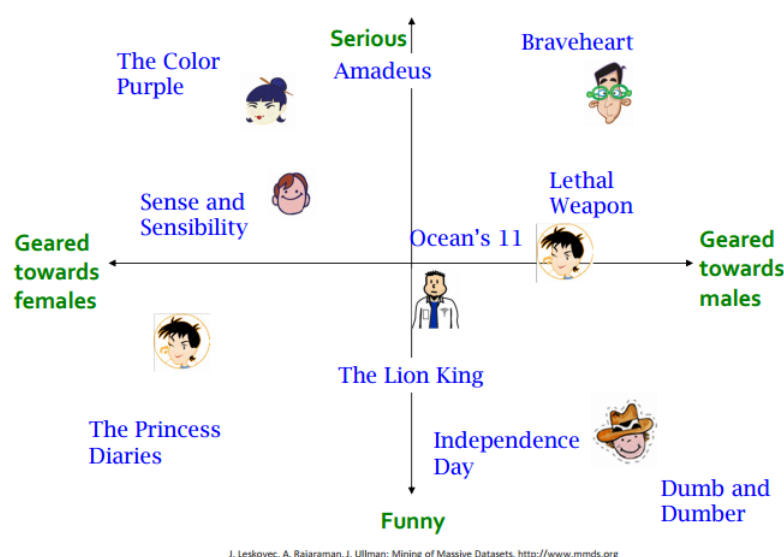 Serious
Braveheart
The Color
Purple
Amadeus
Sense and
Sensibility
Lethal
Weapon
Ocean's 11
Geared
towards
females
Geared
towards
males
The Lion King
The Princess
Diaries
Independence
Day
Dumb and
Dumber
Funny
J. Leskovec, A. Rajaraman, J. Ullman: Mining of Massive Datasets, http://www.mmds.org